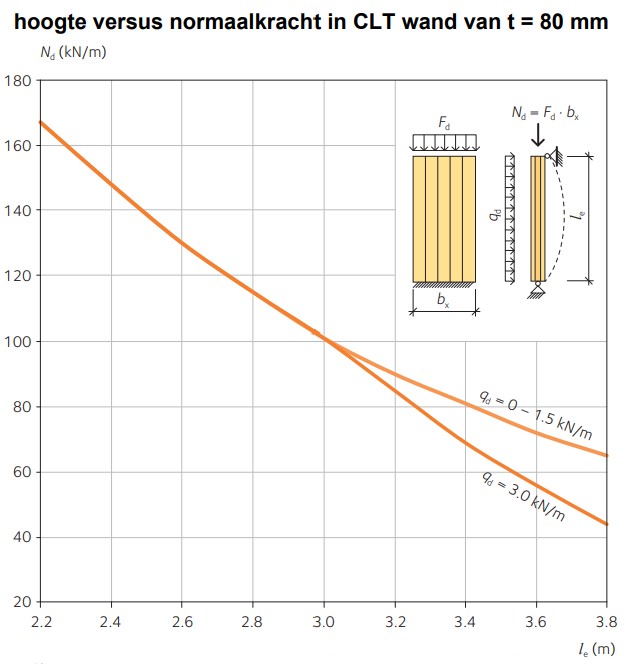 hoogte versus normaalkracht in CLT wand van t = 80 mm
N_d (kN/m)
180
160
140
120
100
80
60
40
20
2.2 2.4 2.6 2.8 3.0 3.2 3.4 3.6 3.8
l_e (m)
F_d
b_x
N_d = F_d · b_x
q_d
l_e
q_d = 0 – 1.5 kN/m
q_d = 3.0 kN/m